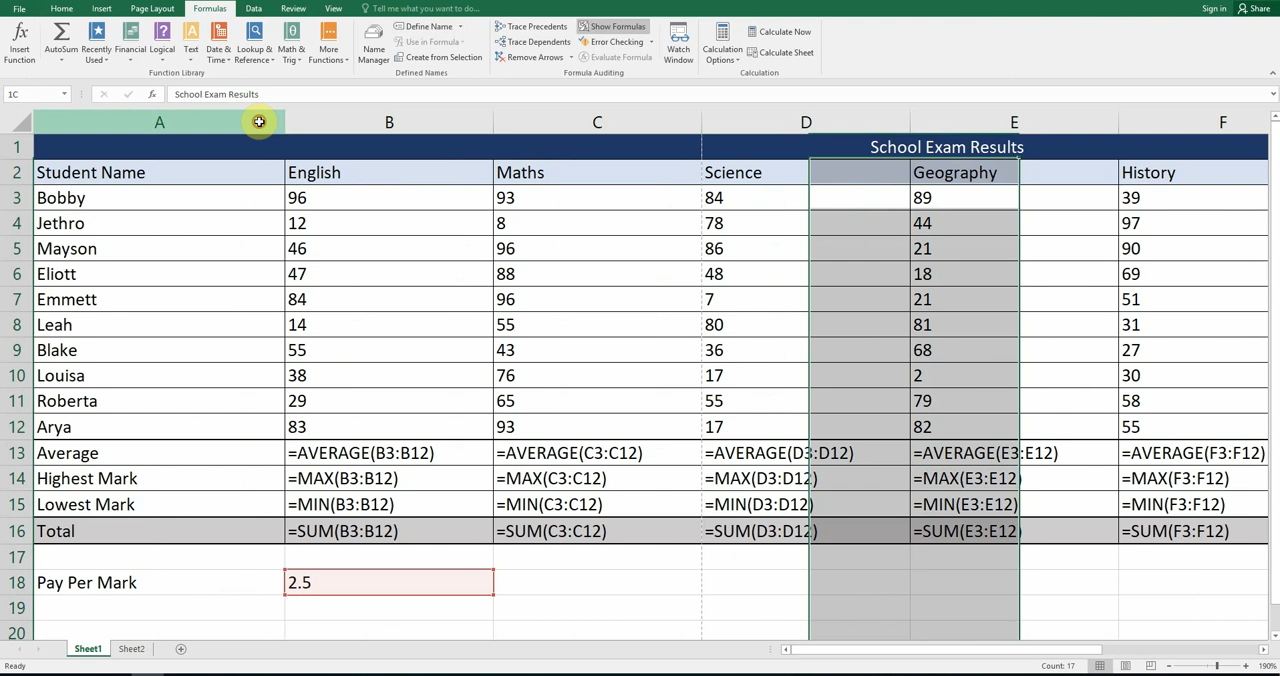 File Home Insert Page Layout Formulas Data Review View Tell me what you want to do... Sign in Share
fx Σ ? A θ ...
Insert Function AutoSum Recently Used Financial Logical Text Date & Time Lookup & Reference Math & Trig More Functions
Function Library
Name Manager Define Name Use in Formula Create from Selection
Defined Names
Trace Precedents Trace Dependents Remove Arrows Show Formulas Error Checking Evaluate Formula Watch Window
Formula Auditing
Calculation Options Calculate Now Calculate Sheet
Calculation
1C fx School Exam Results
A B C D E F
1 School Exam Results
2 Student Name English Maths Science Geography History
3 Bobby 96 93 84 89 39
4 Jethro 12 8 78 44 97
5 Mayson 46 96 86 21 90
6 Eliott 47 88 48 18 69
7 Emmett 84 96 7 21 51
8 Leah 14 55 80 81 31
9 Blake 55 43 36 68 27
10 Louisa 38 76 17 2 30
11 Roberta 29 65 55 79 58
12 Arya 83 93 17 82 55
13 Average =AVERAGE(B3:B12) =AVERAGE(C3:C12) =AVERAGE(D3:D12) =AVERAGE(E3:E12) =AVERAGE(F3:F12)
14 Highest Mark =MAX(B3:B12) =MAX(C3:C12) =MAX(D3:D12) =MAX(E3:E12) =MAX(F3:F12)
15 Lowest Mark =MIN(B3:B12) =MIN(C3:C12) =MIN(D3:D12) =MIN(E3:E12) =MIN(F3:F12)
16 Total =SUM(B3:B12) =SUM(C3:C12) =SUM(D3:D12) =SUM(E3:E12) =SUM(F3:F12)
17
18 Pay Per Mark 2.5
19
20
Sheet1 Sheet2
Ready Count: 17 190%